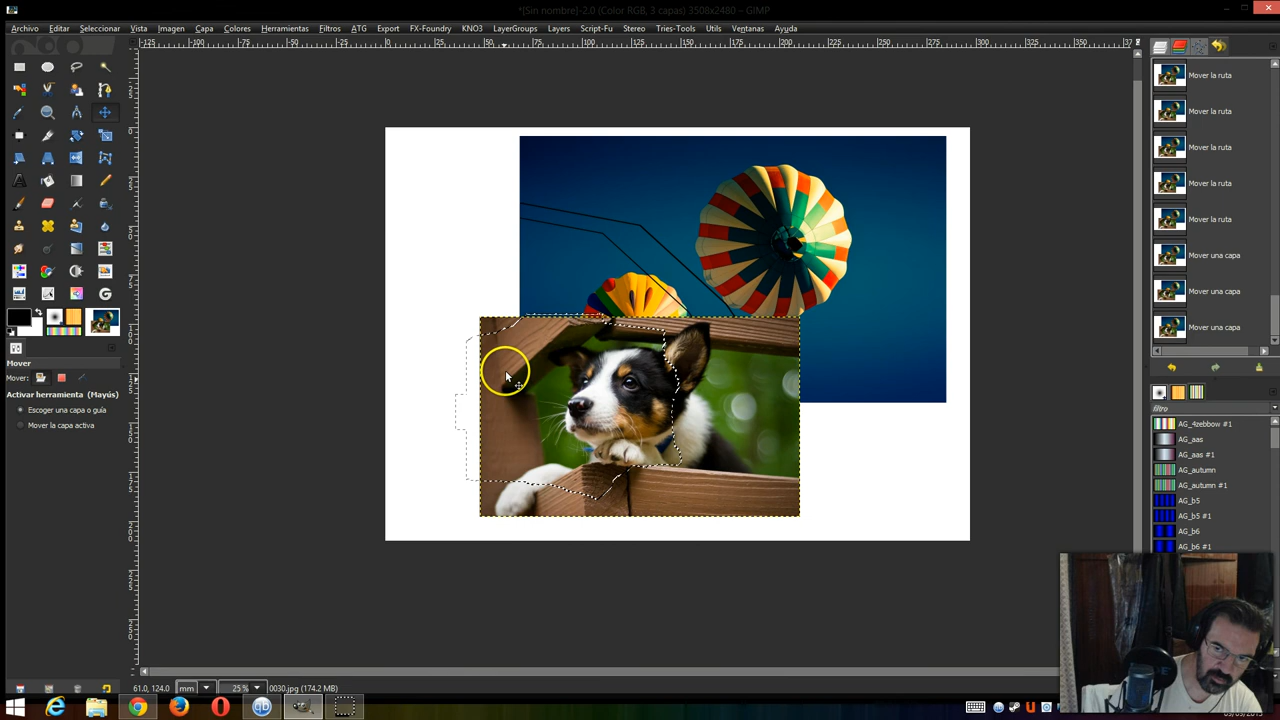 *[Sin nombre]-2.0 (Color RGB, 3 capas) 3508x2480 – GIMP
Archivo Editar Seleccionar Vista Imagen Capa Colores Herramientas Filtros ATG Export FX-Foundry KNO3 LayerGroups Layers Script-Fu Stereo Tries-Tools Utils Ventanas Ayuda
Mover la ruta
Mover la ruta
Mover la ruta
Mover la ruta
Mover la ruta
Mover una capa
Mover una capa
Mover una capa
Mover
Mover:
Activar herramienta (Mayús)
Escoger una capa o guía
Mover la capa activa
filtro
AG_4zebbow #1
AG_aas
AG_aas #1
AG_autumn
AG_autumn #1
AG_b5
AG_b5 #1
AG_b6
AG_b6 #1
61.0, 124.0 mm 25 % 0030.jpg (174.2 MB)